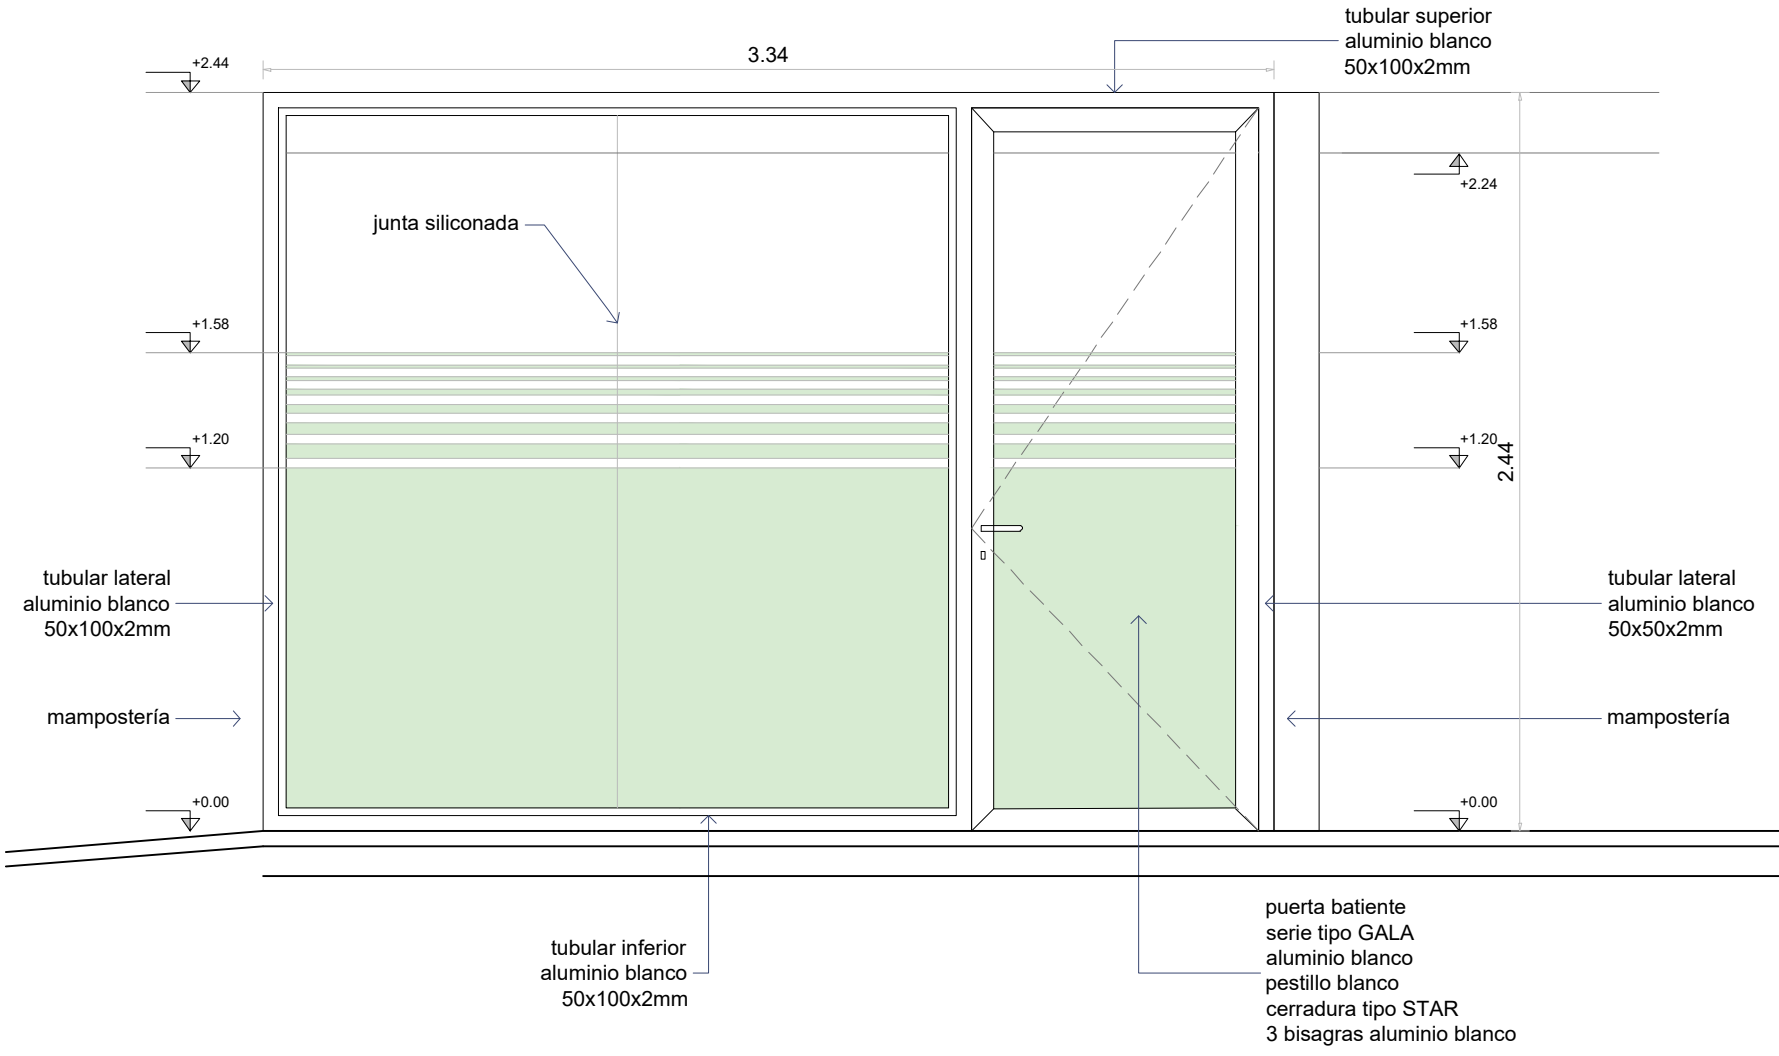 tubular superior
aluminio blanco
50x100x2mm
3.34
+2.44
+2.24
junta siliconada
+1.58
+1.58
+1.20
+1.20
2.44
tubular lateral
aluminio blanco
50x100x2mm
tubular lateral
aluminio blanco
50x50x2mm
mampostería
mampostería
+0.00
+0.00
tubular inferior
aluminio blanco
50x100x2mm
puerta batiente
serie tipo GALA
aluminio blanco
pestillo blanco
cerradura tipo STAR
3 bisagras aluminio blanco